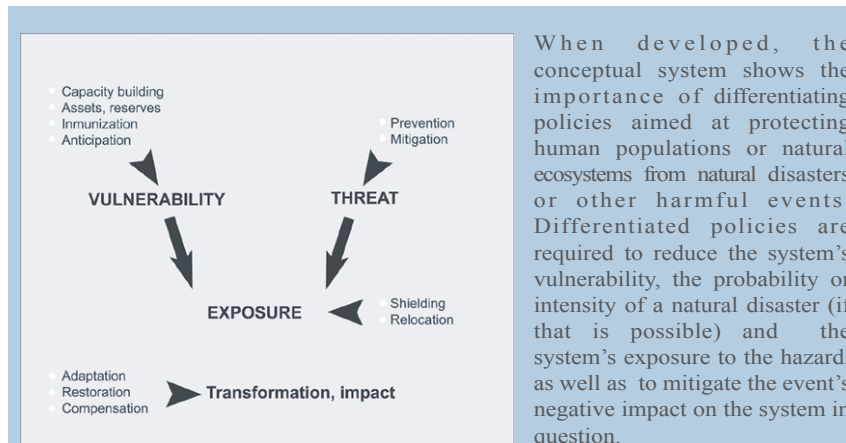 Capacity building
Assets, reserves
Inmunization
Anticipation
Prevention
Mitigation
VULNERABILITY
THREAT
EXPOSURE
Shielding
Relocation
Adaptation
Restoration
Compensation
Transformation, impact
When developed, the
conceptual system shows the
importance of differentiating
policies aimed at protecting
human populations or natural
ecosystems from natural disasters
or other harmful events
Differentiated policies are
required to reduce the system's
vulnerability, the probability or
intensity of a natural disaster (if
that is possible) and the
system's exposure to the hazard,
as well as to mitigate the event's
negative impact on the system in
question.